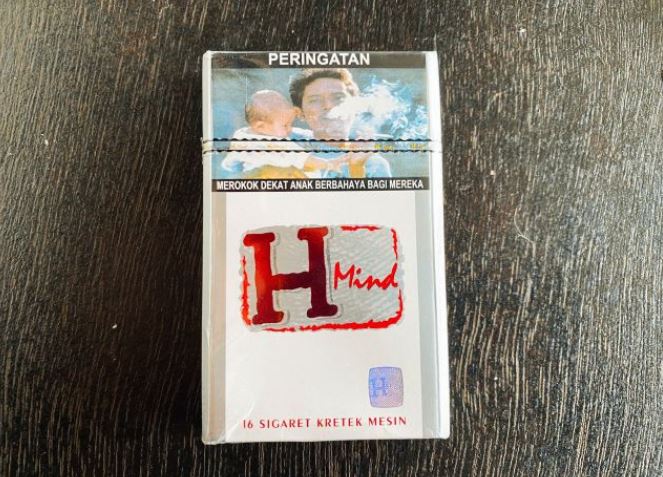 PERINGATAN
MEROKOK DEKAT ANAK BERBAHAYA BAGI MEREKA
H Mind
H
16 SIGARET KRETEK MESIN